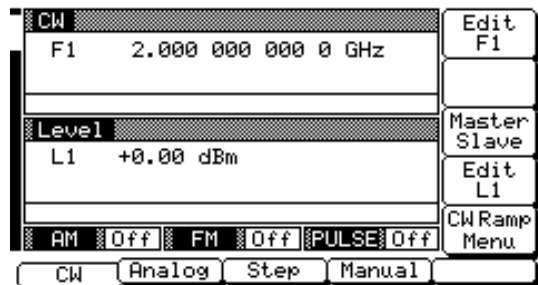 CW
F1 2.000 000 000 0 GHz
Level
L1 +0.00 dBm
AM Off FM Off PULSE Off
Edit
F1
Master
Slave
Edit
L1
CW Ramp
Menu
CW Analog Step Manual